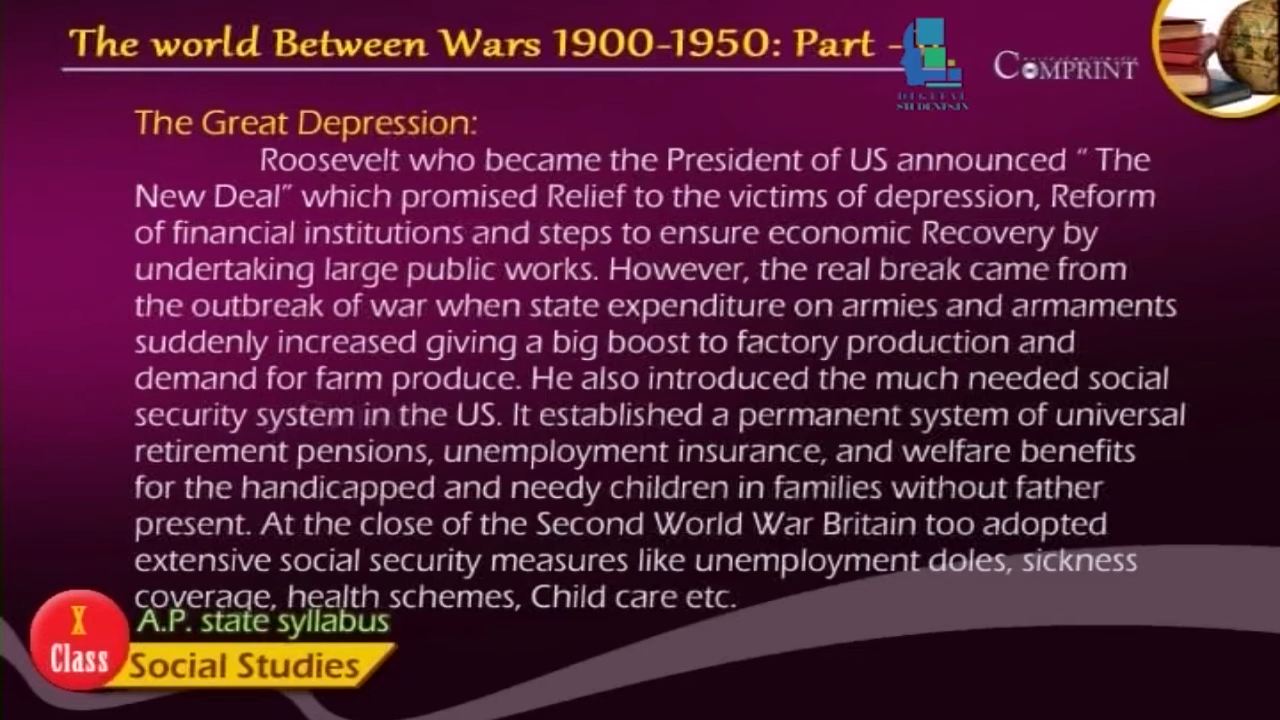 The world Between Wars 1900-1950: Part -
COMPRINT
DIGITAL
STUDENTS.IN
The Great Depression:
Roosevelt who became the President of US announced “ The
New Deal” which promised Relief to the victims of depression, Reform
of financial institutions and steps to ensure economic Recovery by
undertaking large public works. However, the real break came from
the outbreak of war when state expenditure on armies and armaments
suddenly increased giving a big boost to factory production and
demand for farm produce. He also introduced the much needed social
security system in the US. It established a permanent system of universal
retirement pensions, unemployment insurance, and welfare benefits
for the handicapped and needy children in families without father
present. At the close of the Second World War Britain too adopted
extensive social security measures like unemployment doles, sickness
coverage, health schemes, Child care etc.
X
Class
A.P. state syllabus
Social Studies